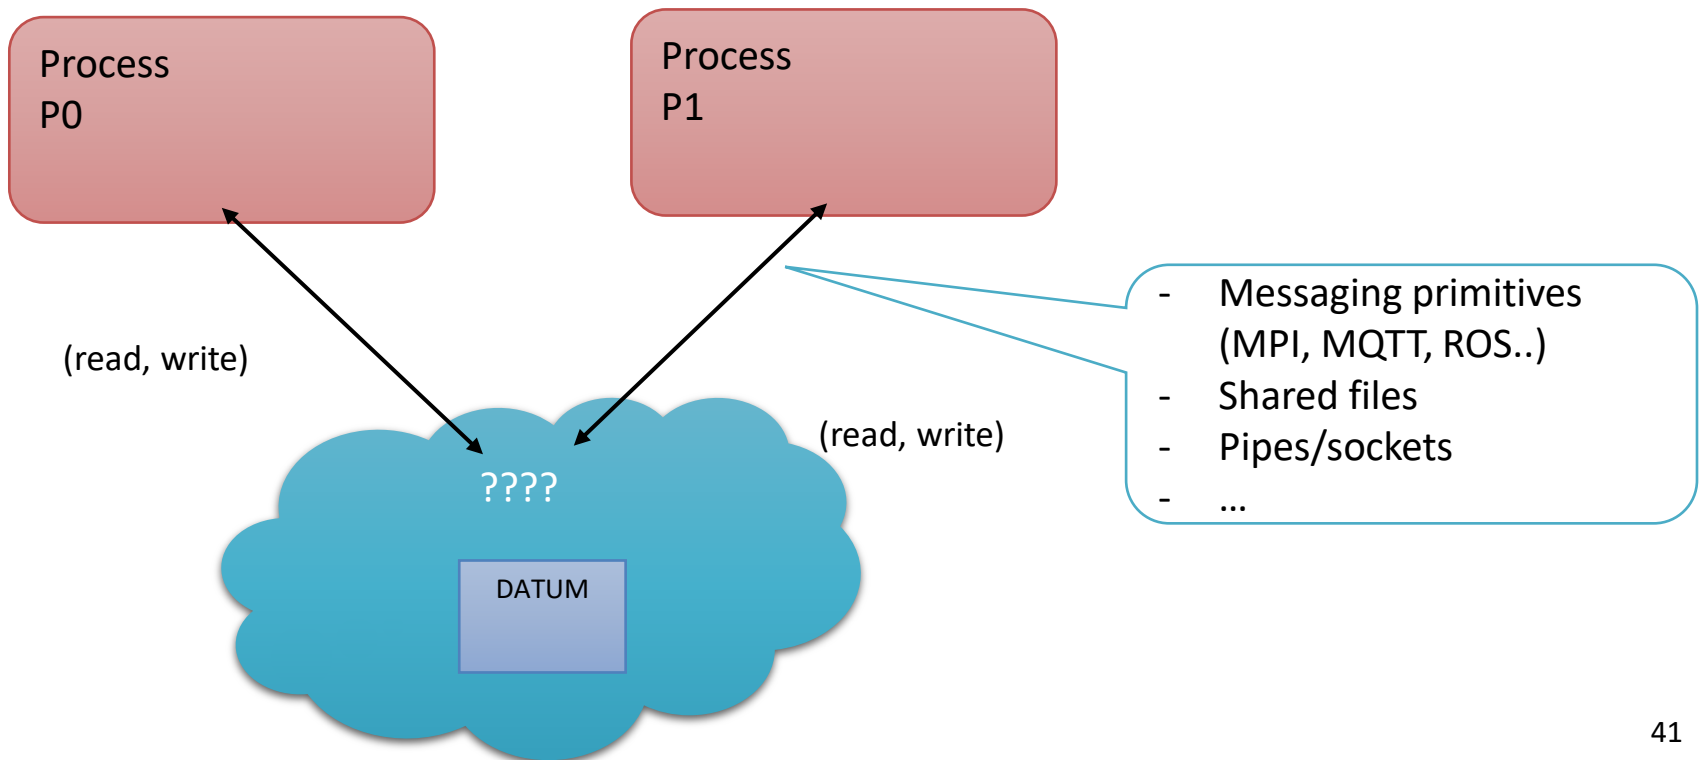 Process
P0
Process
P1
(read, write)
(read, write)
????
DATUM
- Messaging primitives
(MPI, MQTT, ROS..)
- Shared files
- Pipes/sockets
- ...
41